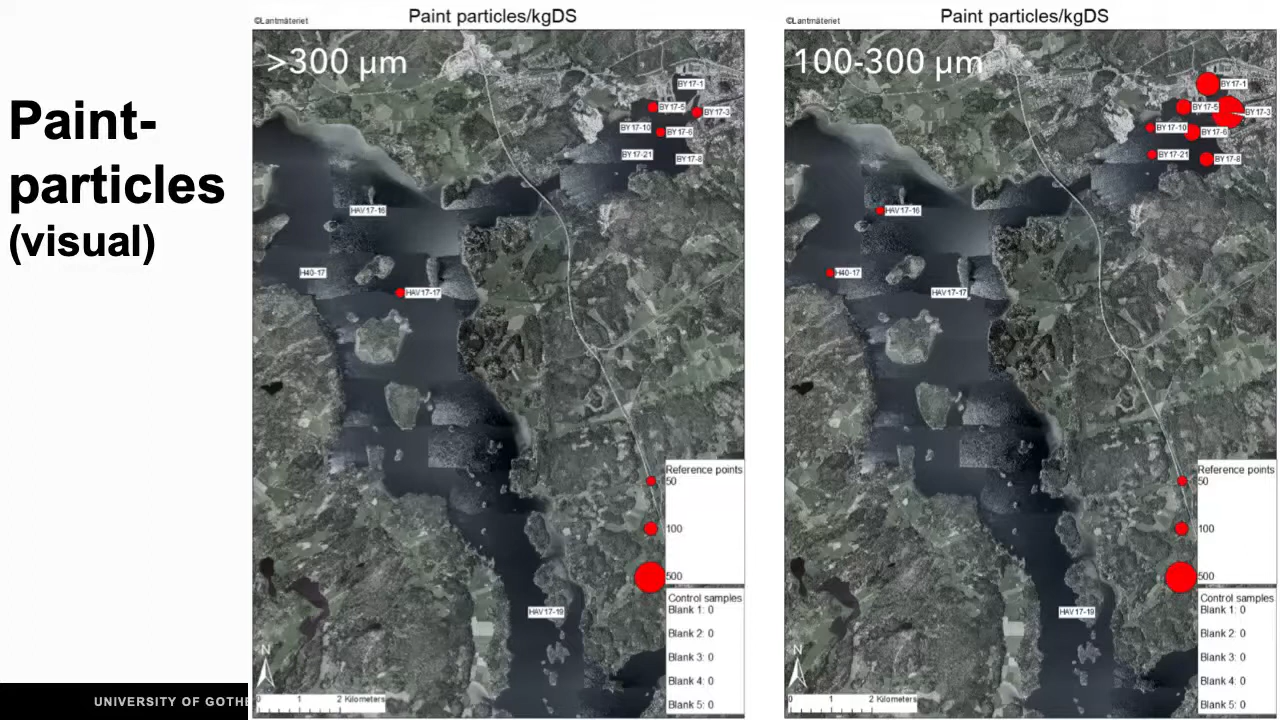 Paint-
particles
(visual)
UNIVERSITY OF GOTHE
©Lantmäteriet
Paint particles/kgDS
>300 µm
BY 17-1
BY 17-5
BY 17-3
BY 17-10
BY 17-6
BY 17-21
BY 17-8
HAV 17-16
H40-17
HAV 17-17
HAV 17-19
Reference points
50
100
500
Control samples
Blank 1: 0
Blank 2: 0
Blank 3: 0
Blank 4: 0
Blank 5: 0
N
0 1 2 Kilometers
©Lantmäteriet
Paint particles/kgDS
100-300 µm
BY 17-1
BY 17-5
BY 17-3
BY 17-10
BY 17-6
BY 17-21
BY 17-8
HAV 17-16
H40-17
HAV 17-17
HAV 17-19
Reference points
50
100
500
Control samples
Blank 1: 0
Blank 2: 0
Blank 3: 0
Blank 4: 0
Blank 5: 0
N
0 1 2 Kilometers